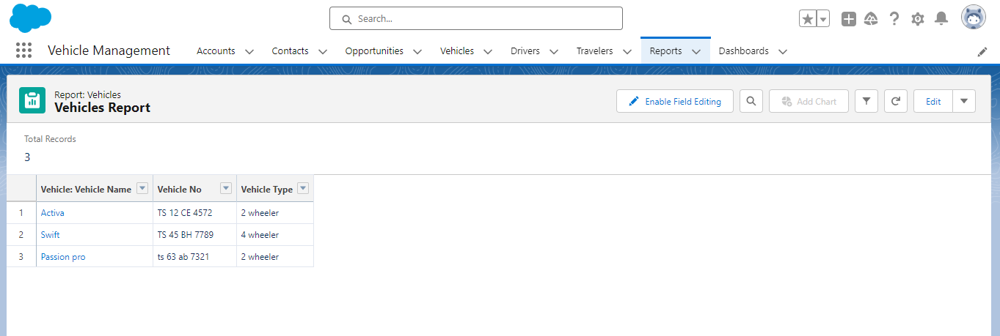 Search...
Vehicle Management Accounts Contacts Opportunities Vehicles Drivers Travelers Reports Dashboards
Report: Vehicles
Vehicles Report
Enable Field Editing Add Chart Edit
Total Records
3
Vehicle: Vehicle Name Vehicle No Vehicle Type
1 Activa TS 12 CE 4572 2 wheeler
2 Swift TS 45 BH 7789 4 wheeler
3 Passion pro ts 63 ab 7321 2 wheeler